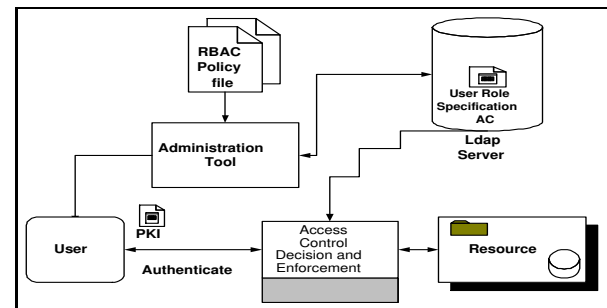 RBAC
Policy
file
User Role
Specification
AC
Ldap
Server
Administration
Tool
PKI
User
Authenticate
Access
Control
Decision and
Enforcement
Resource